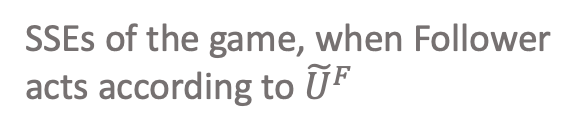 SSEs of the game, when Follower
acts according to Ũ^F